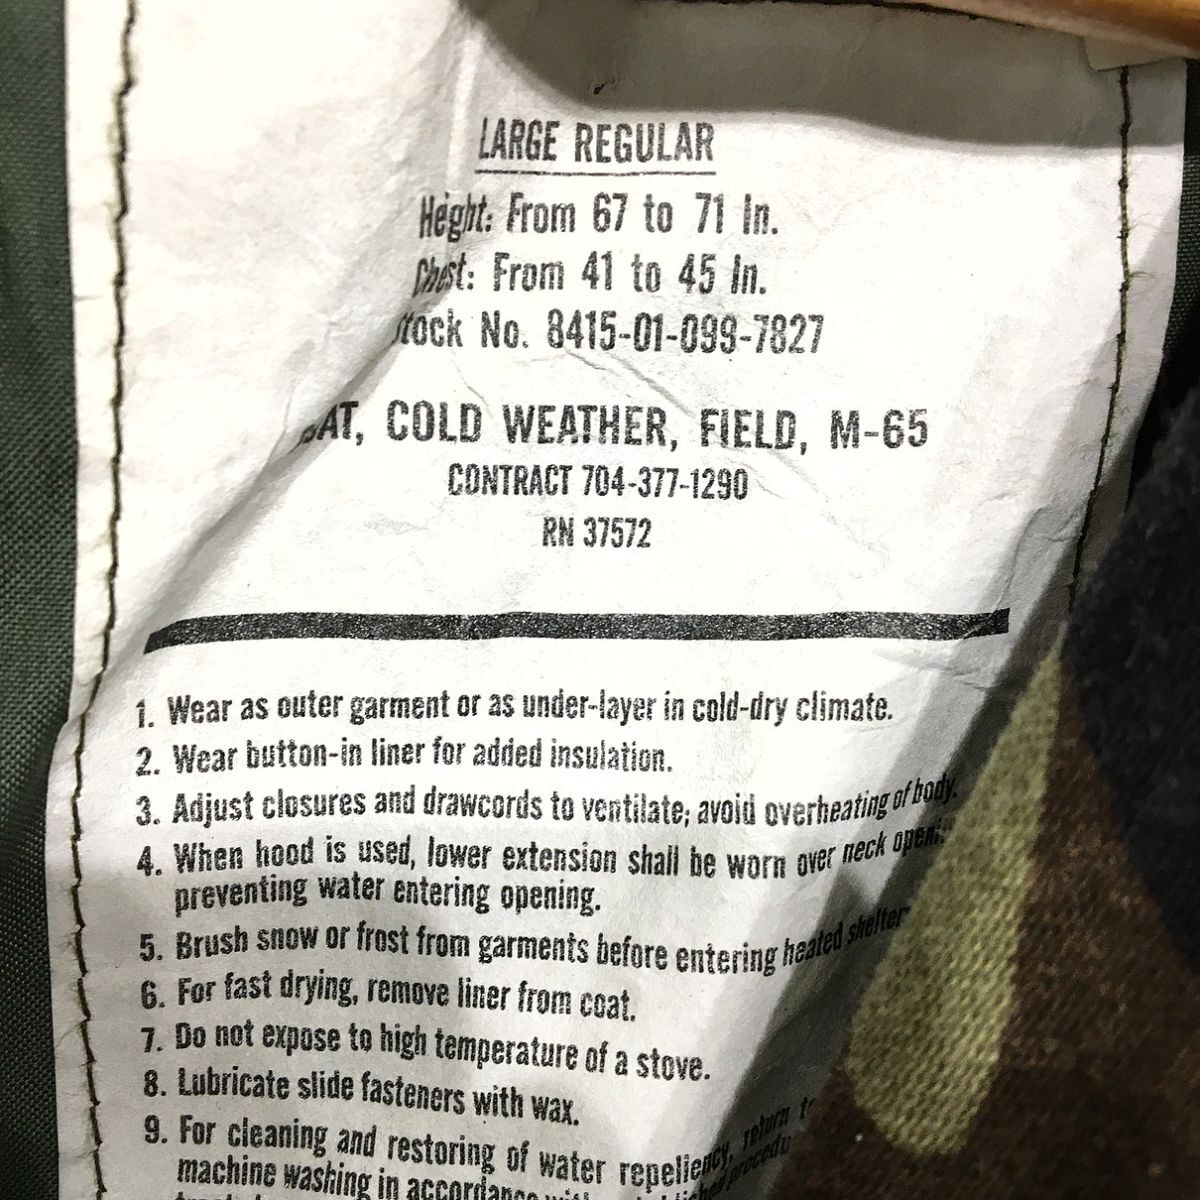 LARGE REGULAR
Height: From 67 to 71 In.
Chest: From 41 to 45 In.
Stock No. 8415-01-099-7827
AT, COLD WEATHER, FIELD, M-65
CONTRACT 704-377-1290
RN 37572
1. Wear as outer garment or as under-layer in cold-dry climate.
2. Wear button-in liner for added insulation.
3. Adjust closures and drawcords to ventilate; avoid overheating of body.
4. When hood is used, lower extension shall be worn over neck
preventing water entering opening.
5. Brush snow or frost from garments before entering heated shelter
6. For fast drying, remove liner from coat.
7. Do not expose to high temperature of a stove.
8. Lubricate slide fasteners with wax.
9. For cleaning and restoring of water repellency, return
machine washing in accordance